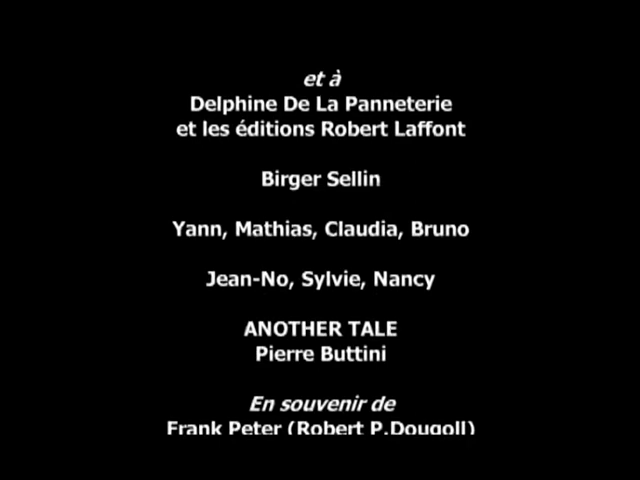 et à
Delphine De La Panneterie
et les éditions Robert Laffont
Birger Sellin
Yann, Mathias, Claudia, Bruno
Jean-No, Sylvie, Nancy
ANOTHER TALE
Pierre Buttini
En souvenir de
Frank Peter (Robert P.Dougoll)